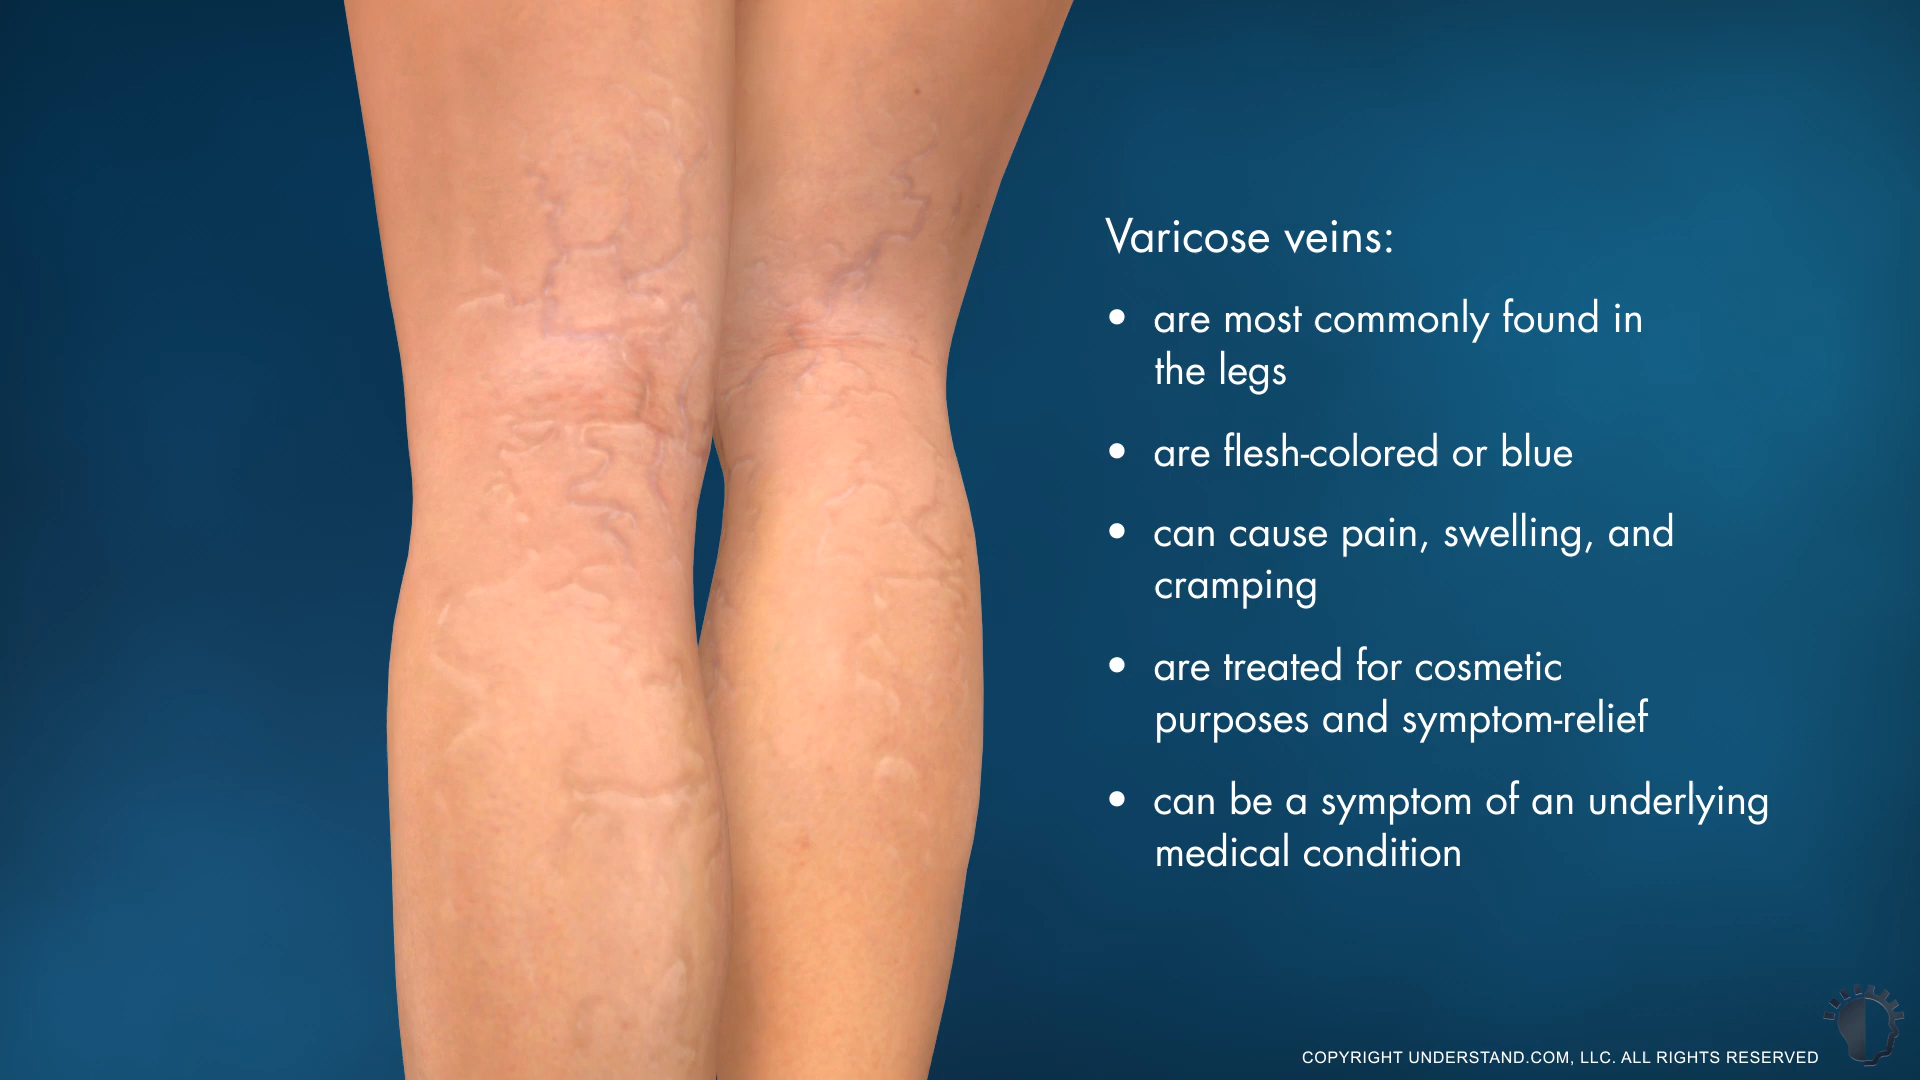 Varicose veins:
• are most commonly found in
the legs
• are flesh-colored or blue
• can cause pain, swelling, and
cramping
• are treated for cosmetic
purposes and symptom-relief
• can be a symptom of an underlying
medical condition
COPYRIGHT UNDERSTAND.COM, LLC. ALL RIGHTS RESERVED